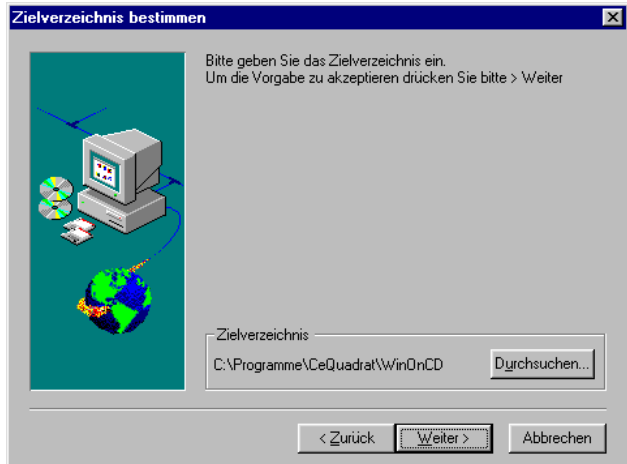 Zielverzeichnis bestimmen
Bitte geben Sie das Zielverzeichnis ein.
Um die Vorgabe zu akzeptieren drücken Sie bitte > Weiter
Zielverzeichnis
C:\Programme\CeQuadrat\WinOnCD
Durchsuchen...
< Zurück
Weiter >
Abbrechen